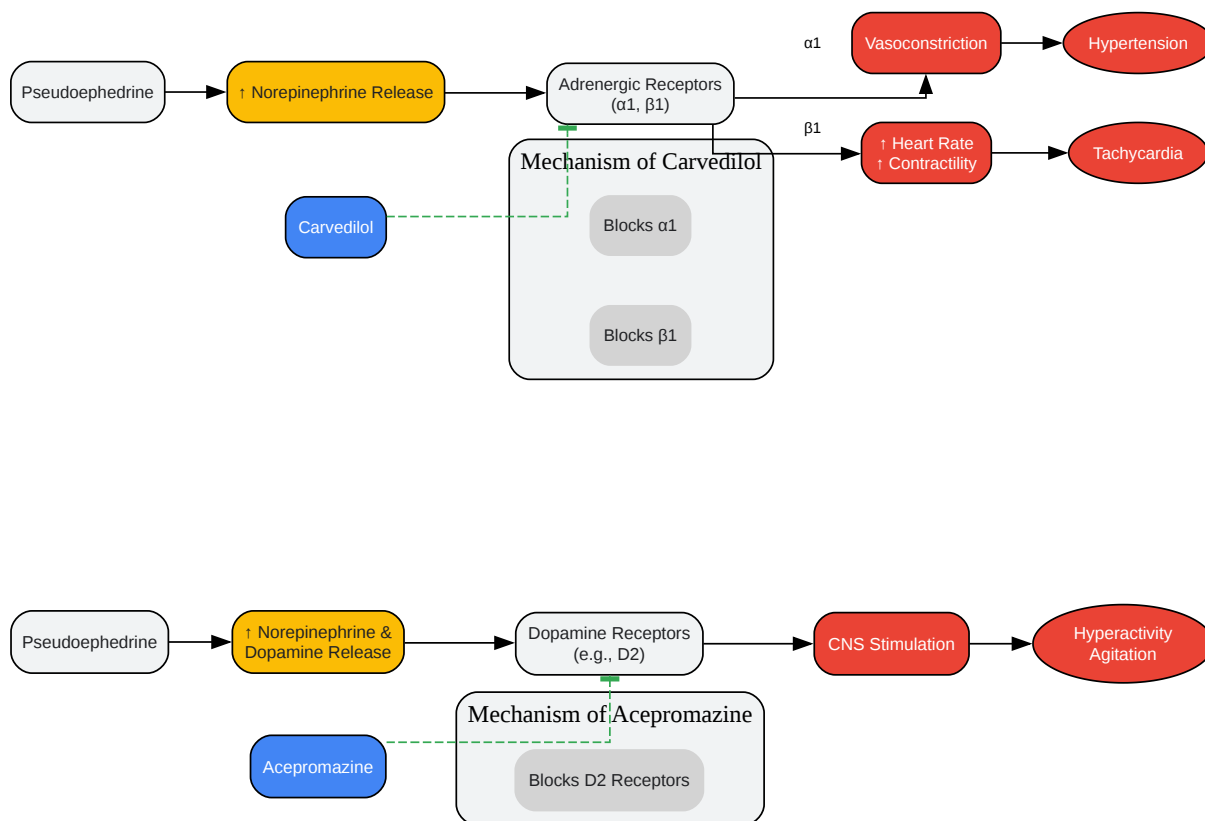 α1
Vasoconstriction
Hypertension
Pseudoephedrine
↑ Norepinephrine Release
Adrenergic Receptors
(α1, β1)
β1
↑ Heart Rate
↑ Contractility
Tachycardia
Mechanism of Carvedilol
Carvedilol
Blocks α1
Blocks β1
Pseudoephedrine
↑ Norepinephrine &
Dopamine Release
Dopamine Receptors
(e.g., D2)
CNS Stimulation
Hyperactivity
Agitation
Mechanism of Acepromazine
Acepromazine
Blocks D2 Receptors